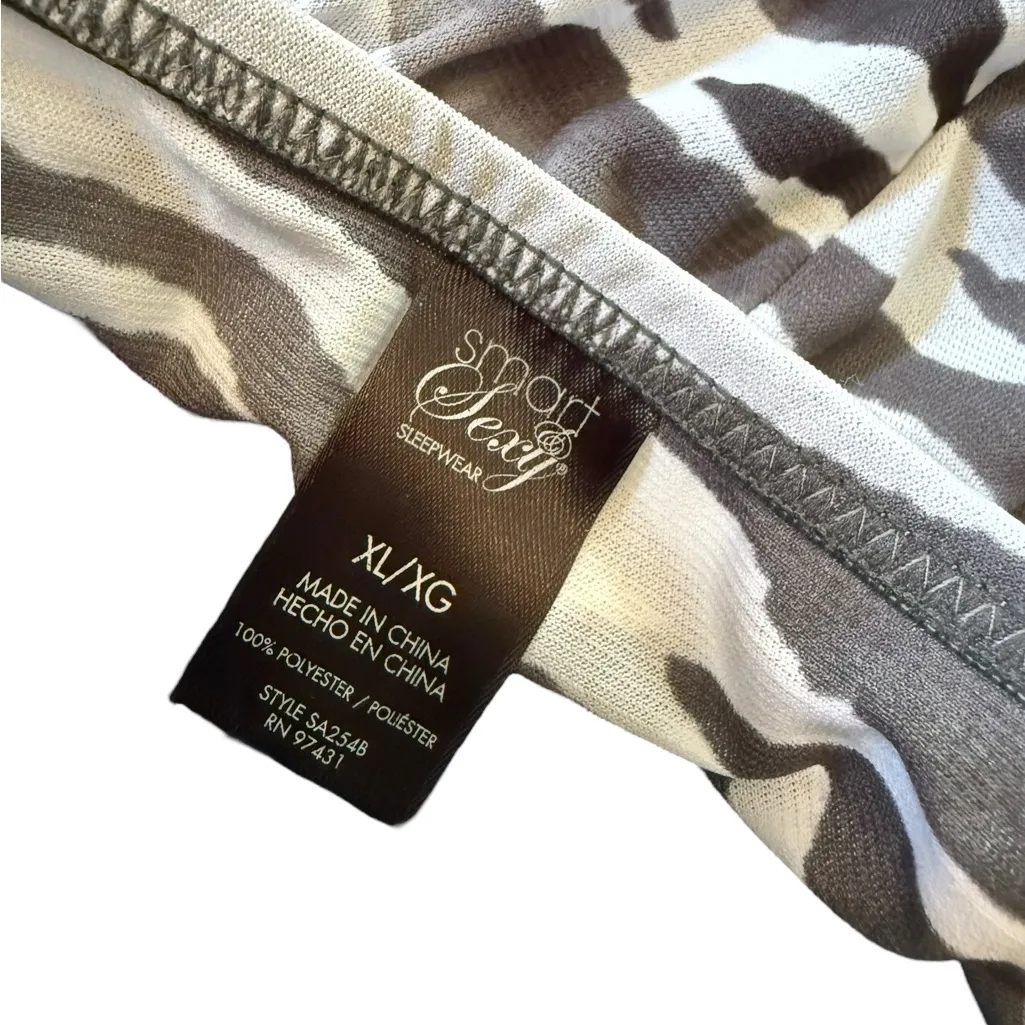 smart
& Sexy®
SLEEPWEAR
XL/XG
MADE IN CHINA
HECHO EN CHINA
100% POLYESTER / POLIÉSTER
STYLE SA254B
RN 97431